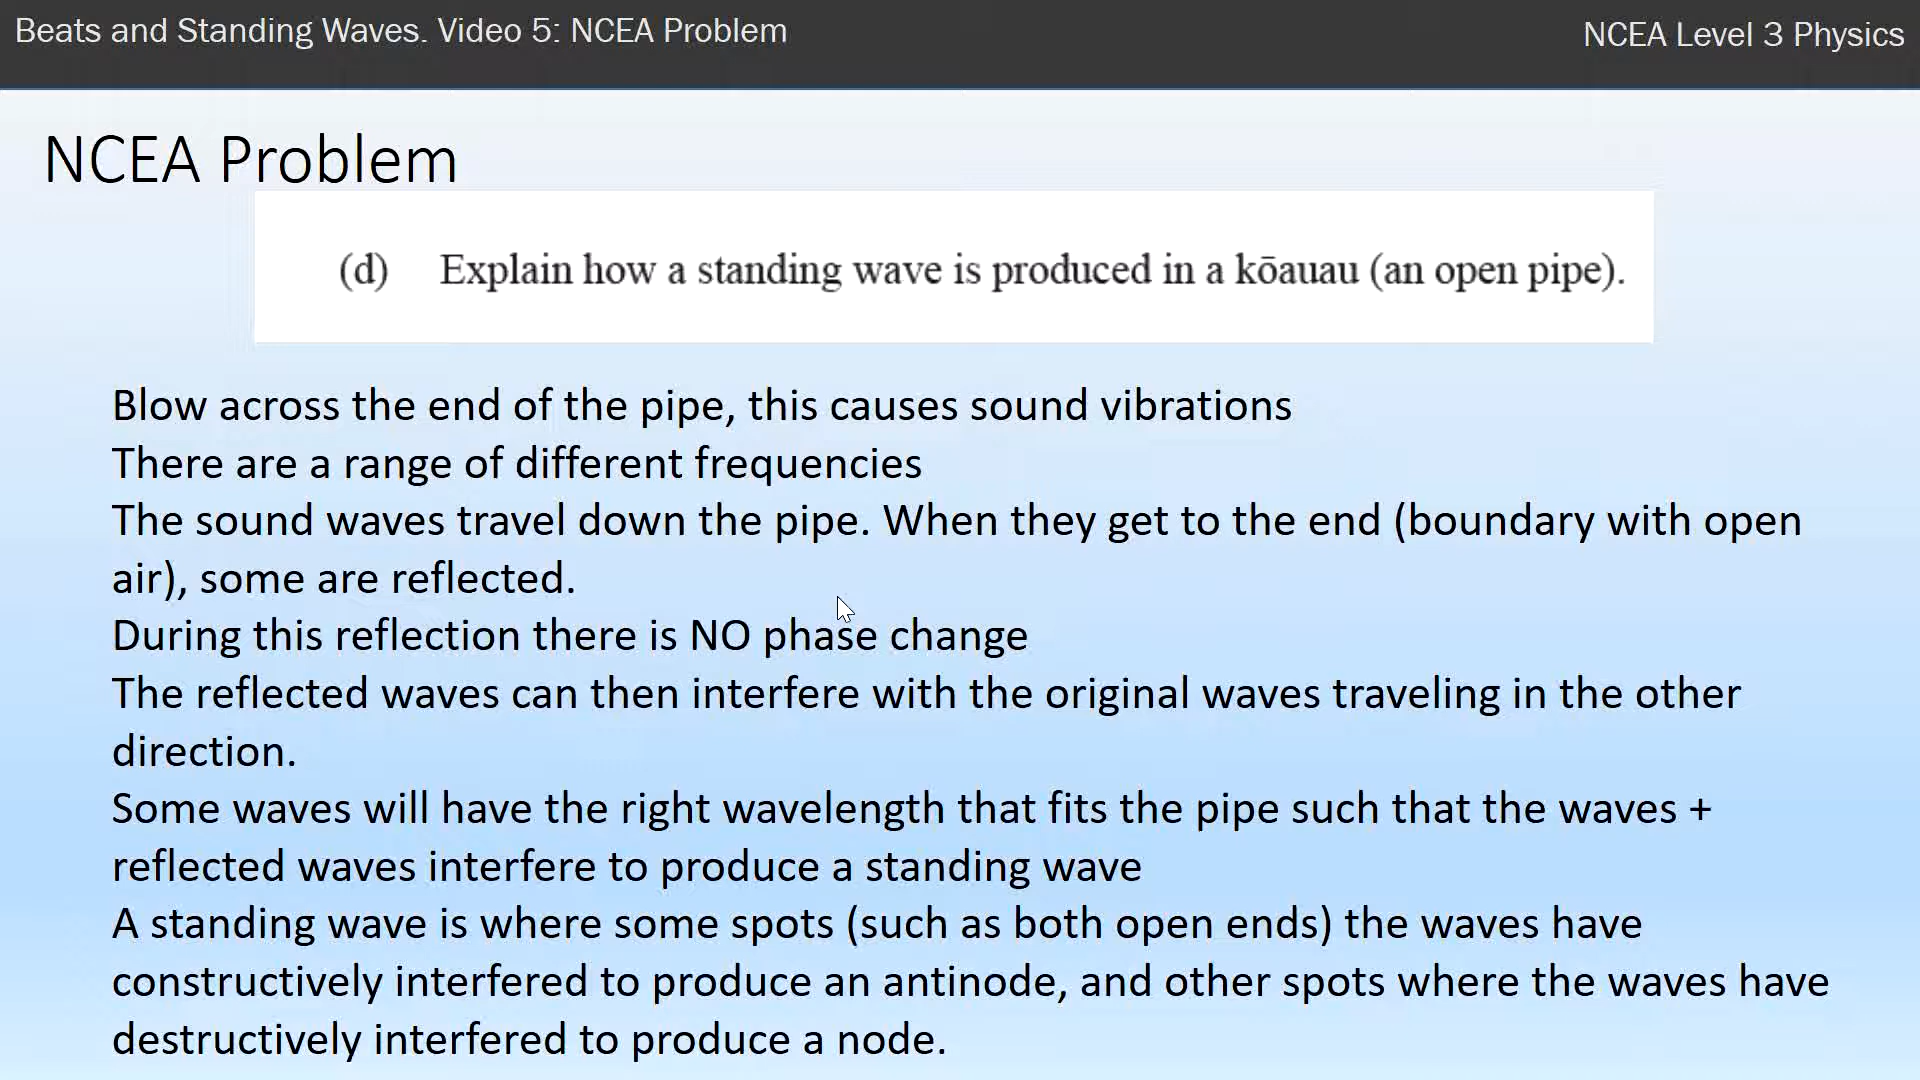 Beats and Standing Waves. Video 5: NCEA Problem
NCEA Level 3 Physics
NCEA Problem
(d) Explain how a standing wave is produced in a kōauau (an open pipe).
Blow across the end of the pipe, this causes sound vibrations
There are a range of different frequencies
The sound waves travel down the pipe. When they get to the end (boundary with open
air), some are reflected.
During this reflection there is NO phase change
The reflected waves can then interfere with the original waves traveling in the other
direction.
Some waves will have the right wavelength that fits the pipe such that the waves +
reflected waves interfere to produce a standing wave
A standing wave is where some spots (such as both open ends) the waves have
constructively interfered to produce an antinode, and other spots where the waves have
destructively interfered to produce a node.